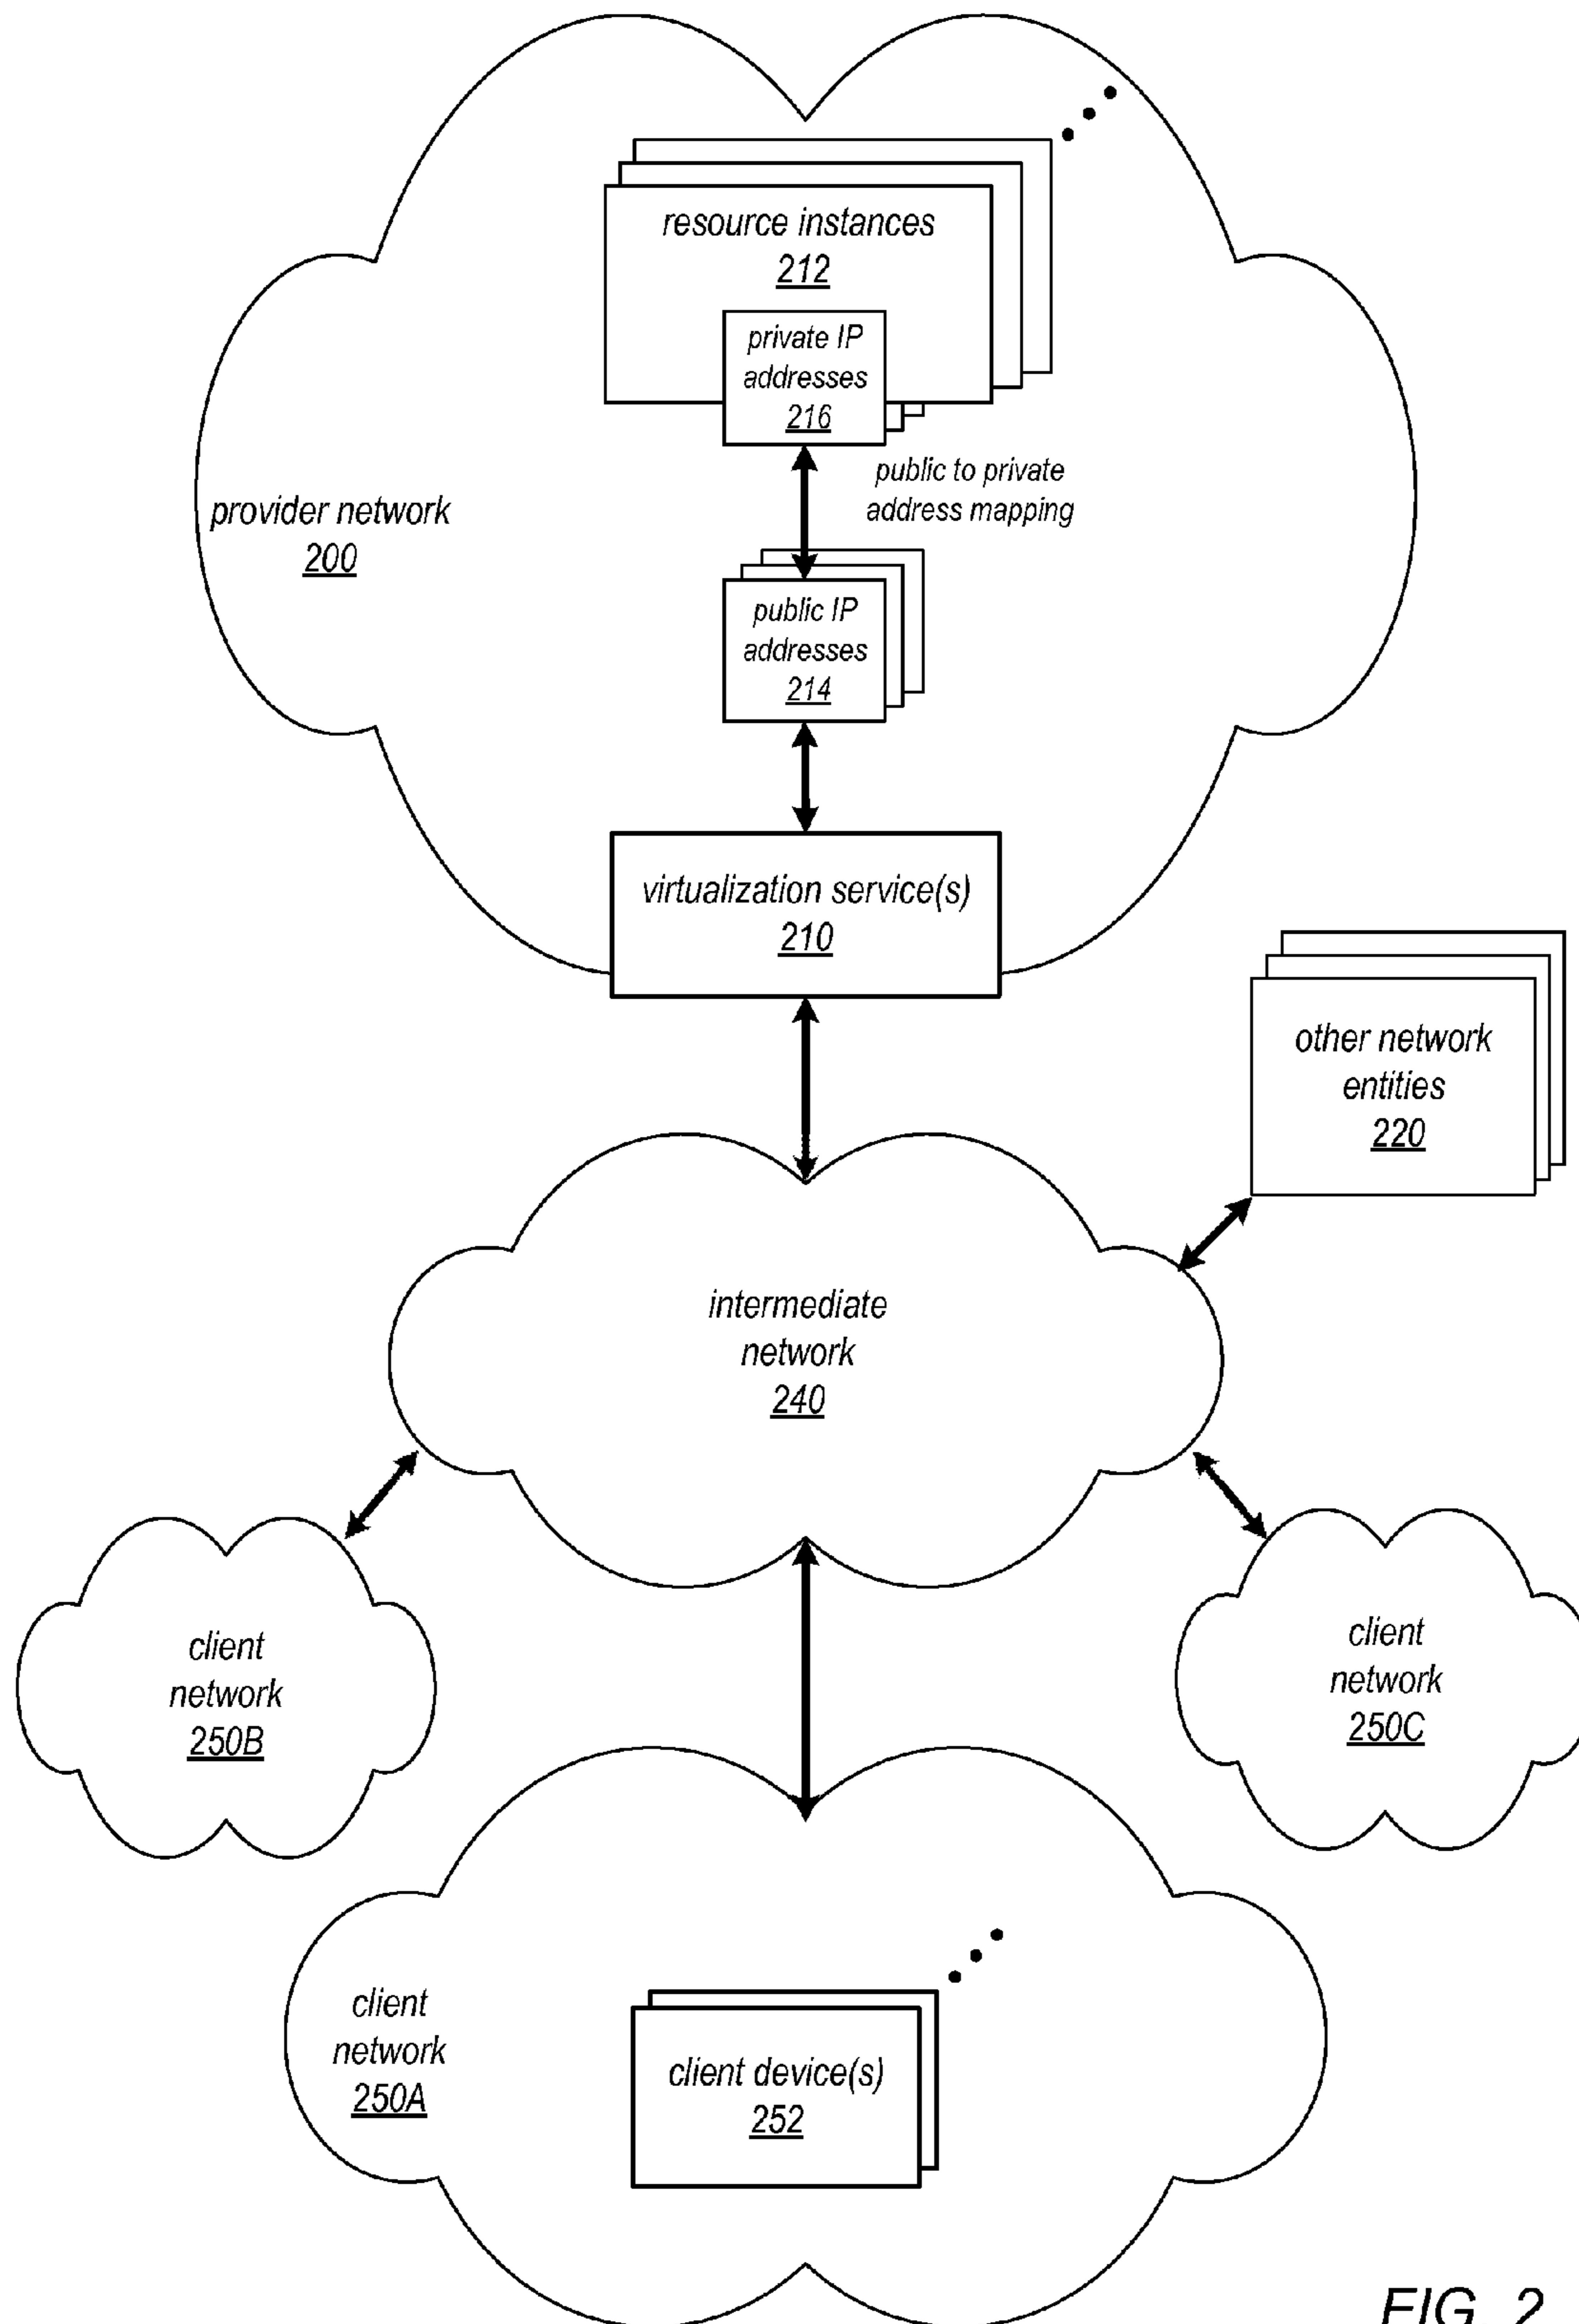 resource instances
212
private IP
addresses
216
public to private
address mapping
provider network
200
public IP
addresses
214
virtualization service(s)
210
other network
entities
220
intermediate
network
240
client
network
250B
client
network
250C
client
network
250A
client device(s)
252
FIG. 2